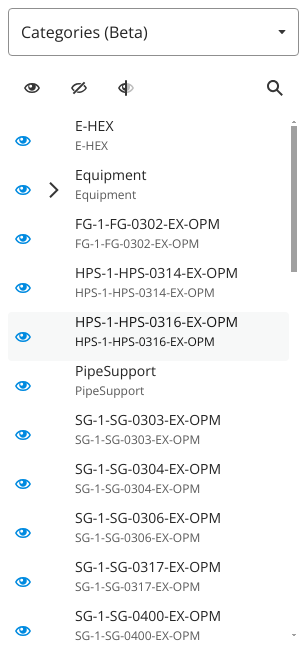 Categories (Beta)
E-HEX
E-HEX
Equipment
Equipment
FG-1-FG-0302-EX-OPM
FG-1-FG-0302-EX-OPM
HPS-1-HPS-0314-EX-OPM
HPS-1-HPS-0314-EX-OPM
HPS-1-HPS-0316-EX-OPM
HPS-1-HPS-0316-EX-OPM
PipeSupport
PipeSupport
SG-1-SG-0303-EX-OPM
SG-1-SG-0303-EX-OPM
SG-1-SG-0304-EX-OPM
SG-1-SG-0304-EX-OPM
SG-1-SG-0306-EX-OPM
SG-1-SG-0306-EX-OPM
SG-1-SG-0317-EX-OPM
SG-1-SG-0317-EX-OPM
SG-1-SG-0400-EX-OPM
SG-1-SG-0400-EX-OPM